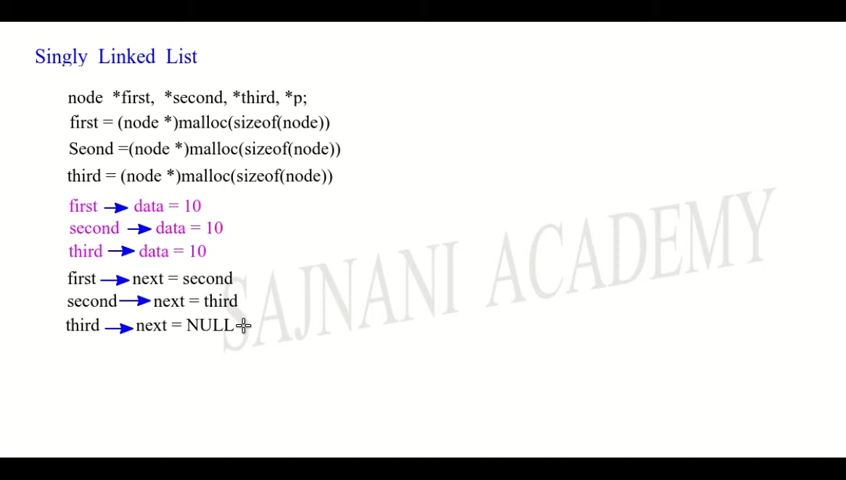 Singly Linked List
node *first, *second, *third, *p;
first = (node *)malloc(sizeof(node))
Seond =(node *)malloc(sizeof(node))
third = (node *)malloc(sizeof(node))
first → data = 10
second → data = 10
third → data = 10
first → next = second
second → next = third
third → next = NULL
SAJNANI ACADEMY